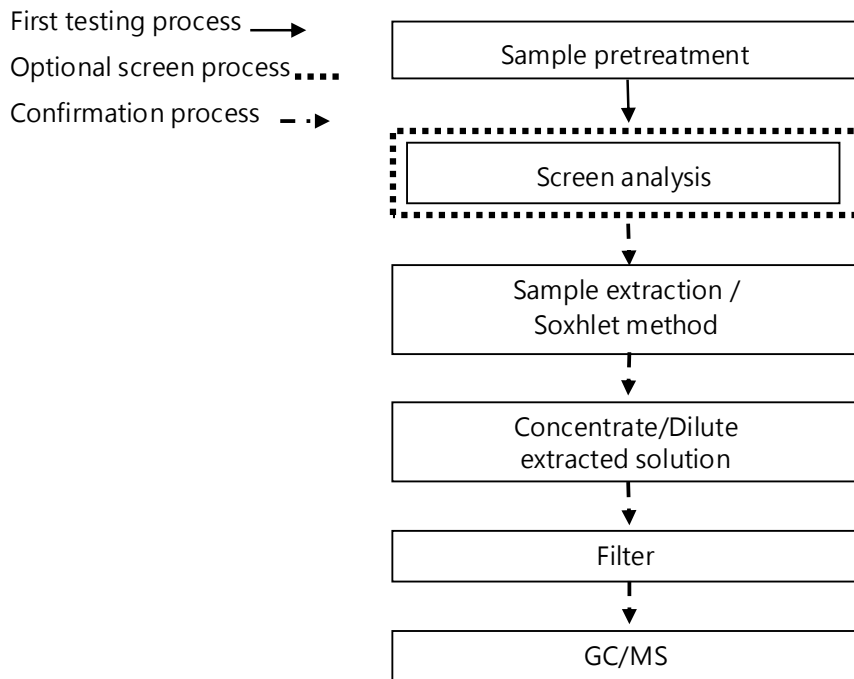 First testing process
Optional screen process
Confirmation process
Sample pretreatment
Screen analysis
Sample extraction /
Soxhlet method
Concentrate/Dilute
extracted solution
Filter
GC/MS